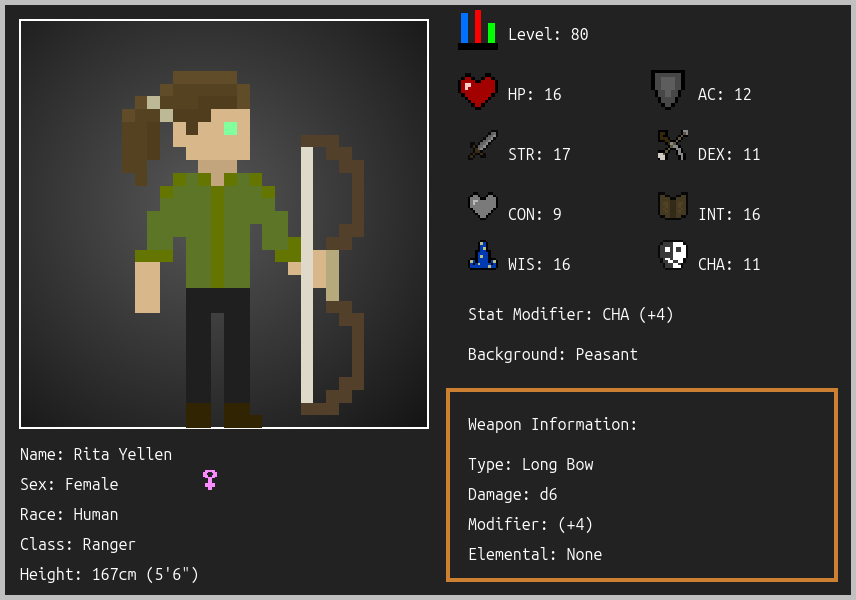 Level: 80
HP: 16
AC: 12
STR: 17
DEX: 11
CON: 9
INT: 16
WIS: 16
CHA: 11
Stat Modifier: CHA (+4)
Background: Peasant
Weapon Information:
Type: Long Bow
Damage: d6
Modifier: (+4)
Elemental: None
Name: Rita Yellen
Sex: Female
Race: Human
Class: Ranger
Height: 167cm (5'6")